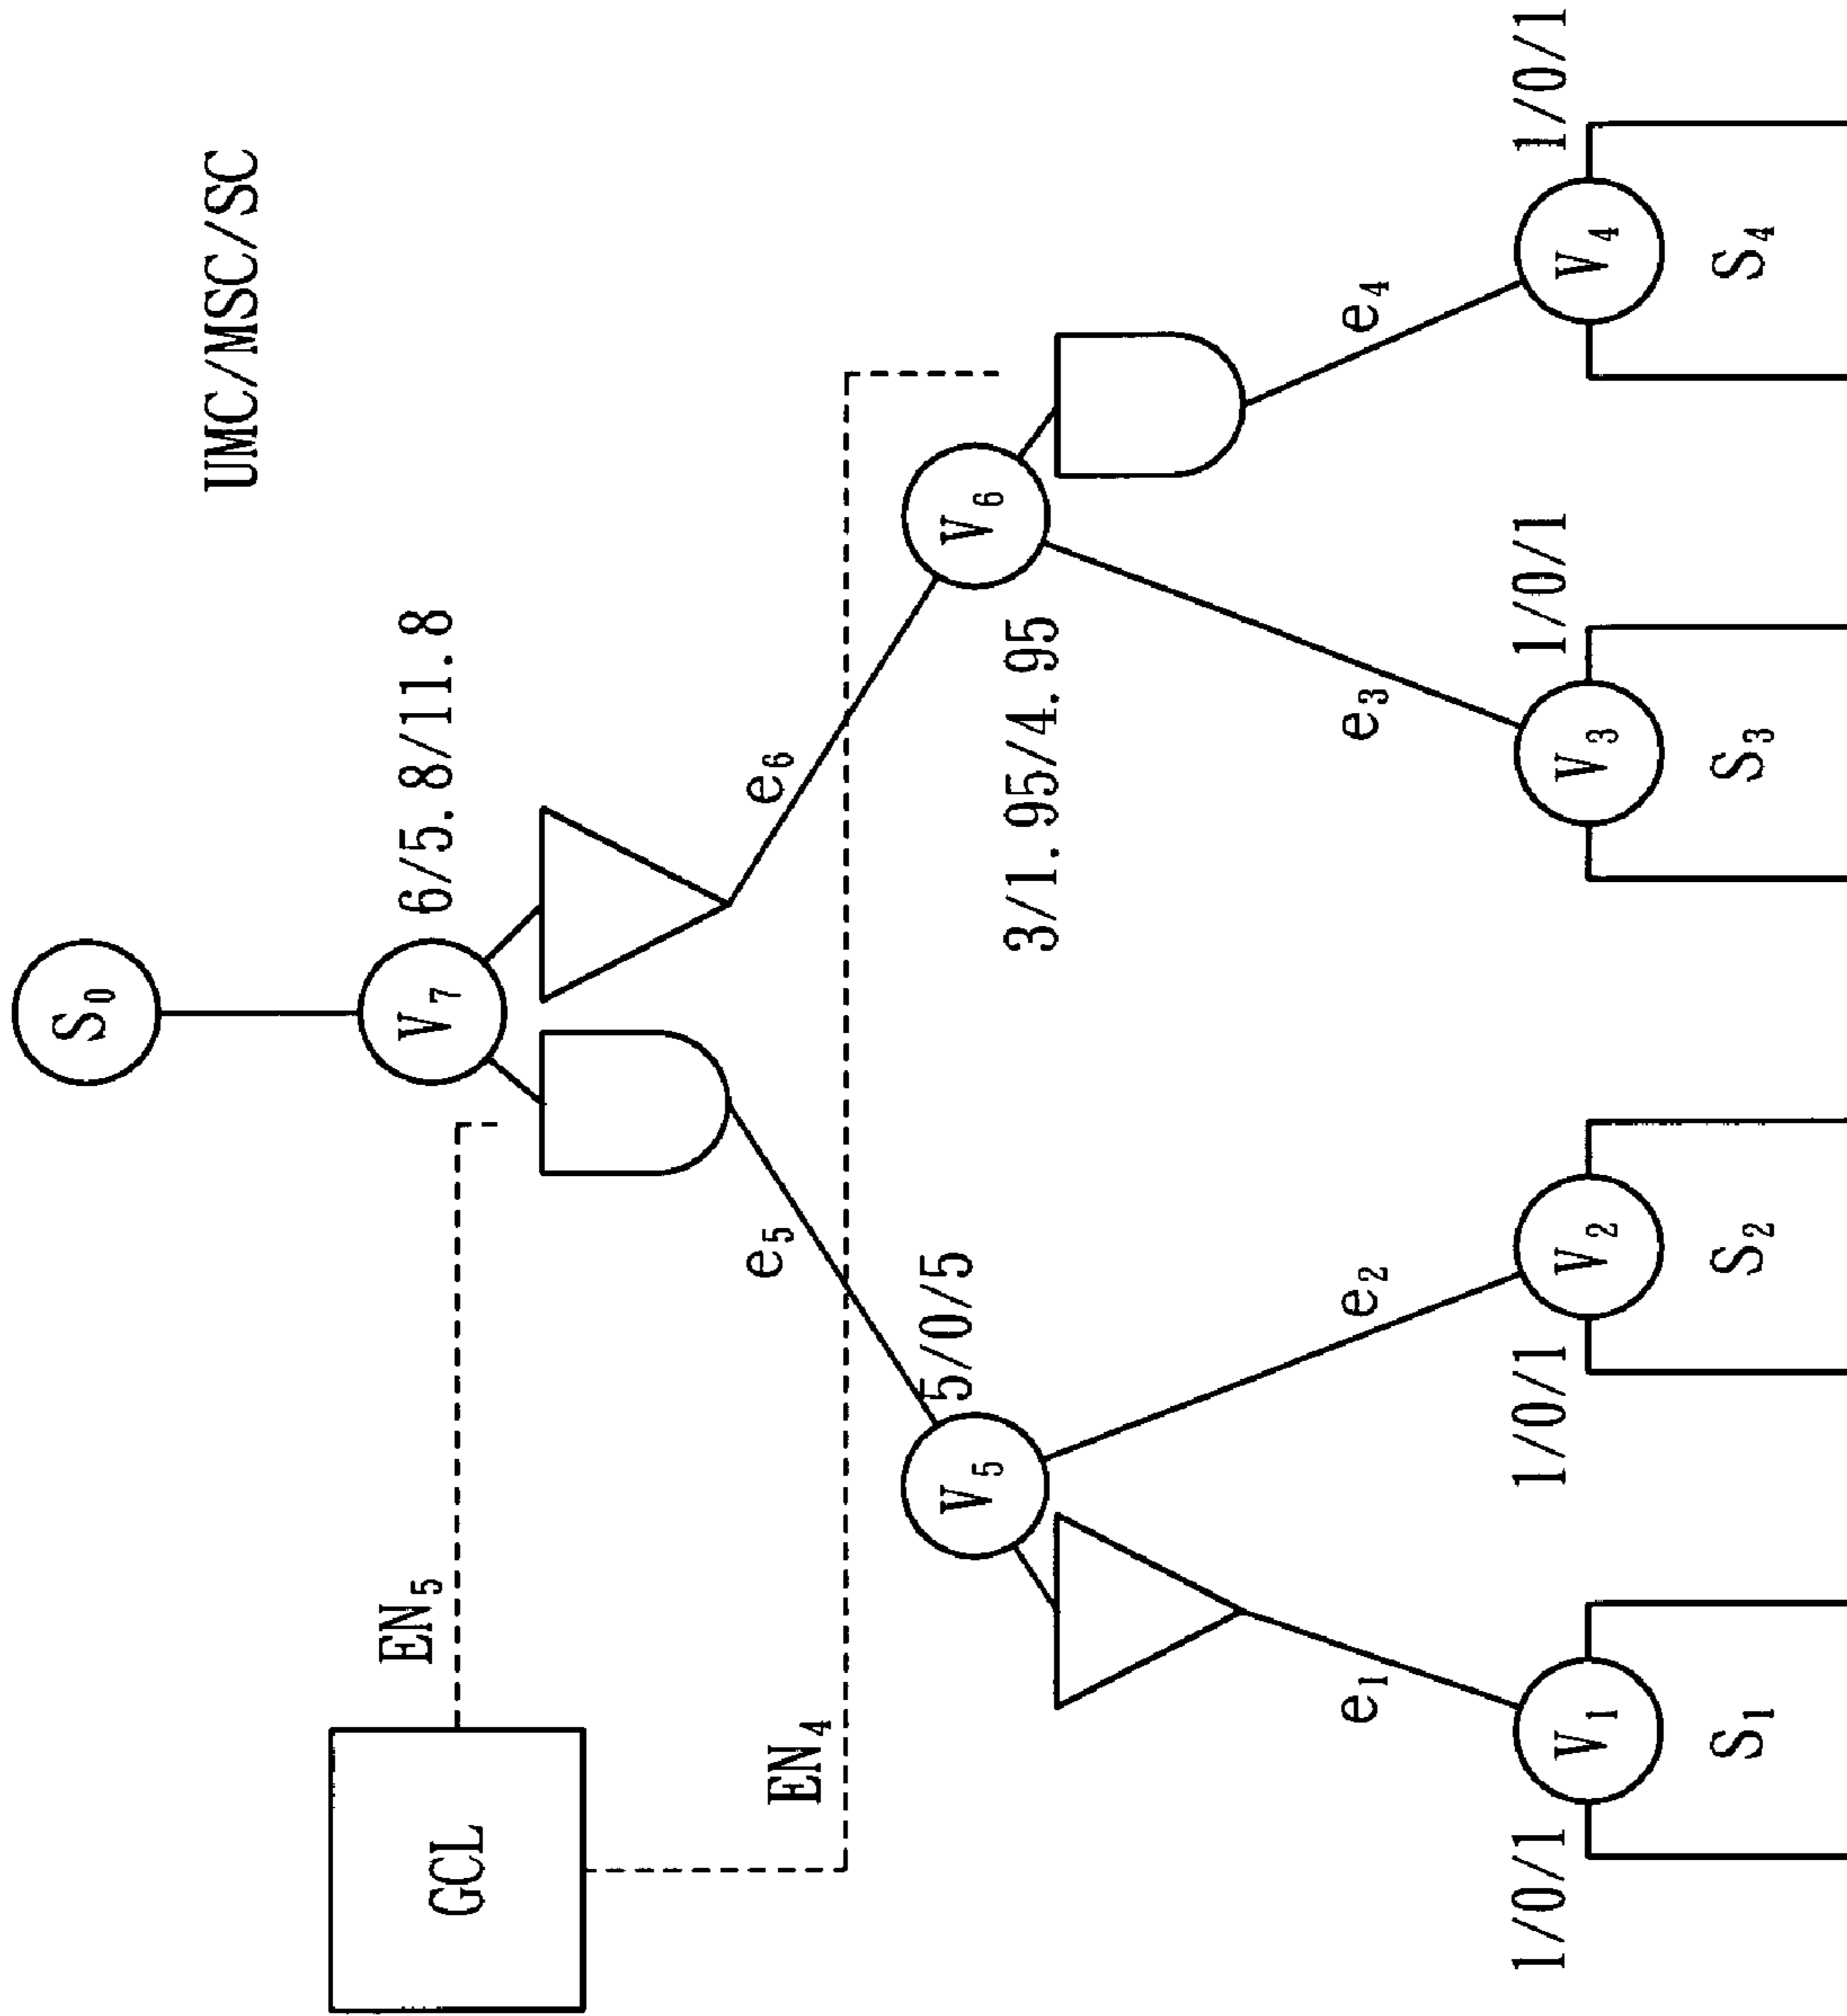 UMC/MSC/SC
S₀
V₇
6/5.8/11.8
GCL
EN₅
EN₄
e₅
e₆
V₅
5/0/5
V₆
3/1.95/4.95
e₁
e₂
e₃
e₄
1/0/1
V₁
1/0/1
V₂
V₃
1/0/1
V₄
1/0/1
S₁
S₂
S₃
S₄